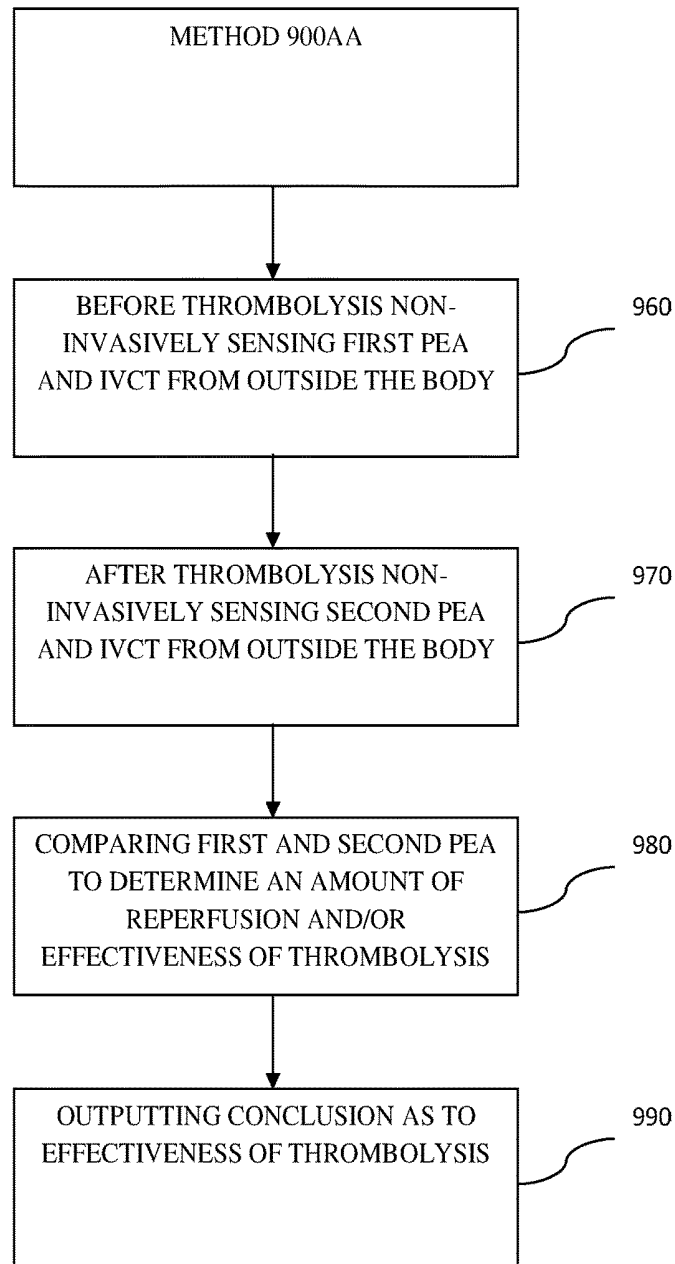 METHOD 900AA
BEFORE THROMBOLYSIS NON-
INVASIVELY SENSING FIRST PEA
AND IVCT FROM OUTSIDE THE BODY
960
AFTER THROMBOLYSIS NON-
INVASIVELY SENSING SECOND PEA
AND IVCT FROM OUTSIDE THE BODY
970
COMPARING FIRST AND SECOND PEA
TO DETERMINE AN AMOUNT OF
REPERFUSION AND/OR
EFFECTIVENESS OF THROMBOLYSIS
980
OUTPUTTING CONCLUSION AS TO
EFFECTIVENESS OF THROMBOLYSIS
990